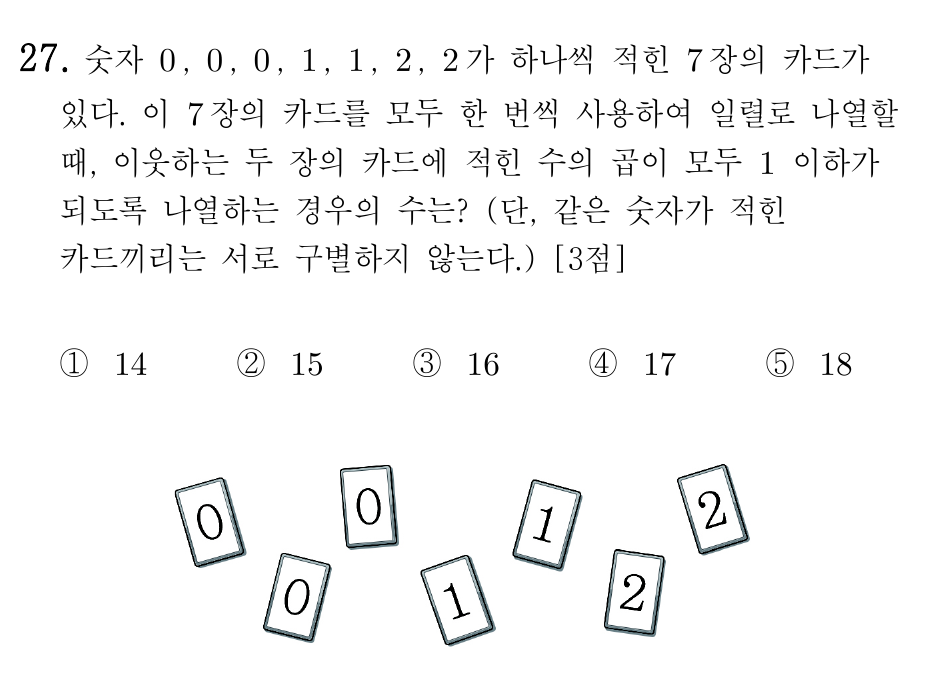 27. 숫자 0, 0, 0, 1, 1, 2, 2가 하나씩 적힌 7장의 카드가
있다. 이 7장의 카드를 모두 한 번씩 사용하여 일렬로 나열할
때, 이웃하는 두 장의 카드에 적힌 수의 곱이 모두 1 이하가
되도록 나열하는 경우의 수는? (단, 같은 숫자가 적힌
카드끼리는 서로 구별하지 않는다.) [3점]
① 14 ② 15 ③ 16 ④ 17 ⑤ 18
0 0 1 2
0 1 2